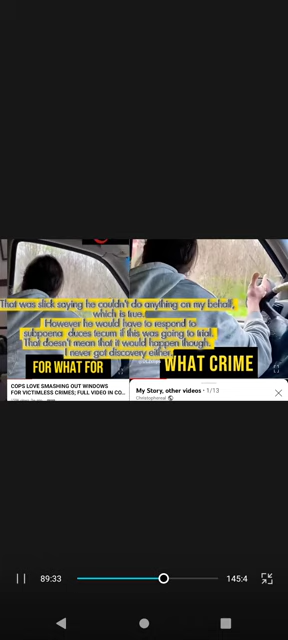 That was slick saying he couldn't do anything on my behalf,
which is true.
However he would have to respond to
subpoena duces tecum if this was going to trial.
That doesn't mean that it would happen though.
I never got discovery either.
FOR WHAT FOR
WHAT CRIME
COPS LOVE SMASHING OUT WINDOWS
FOR VICTIMLESS CRIMES; FULL VIDEO IN CO...
My Story, other videos • 1/13
Christophoreal
89:33
145:4